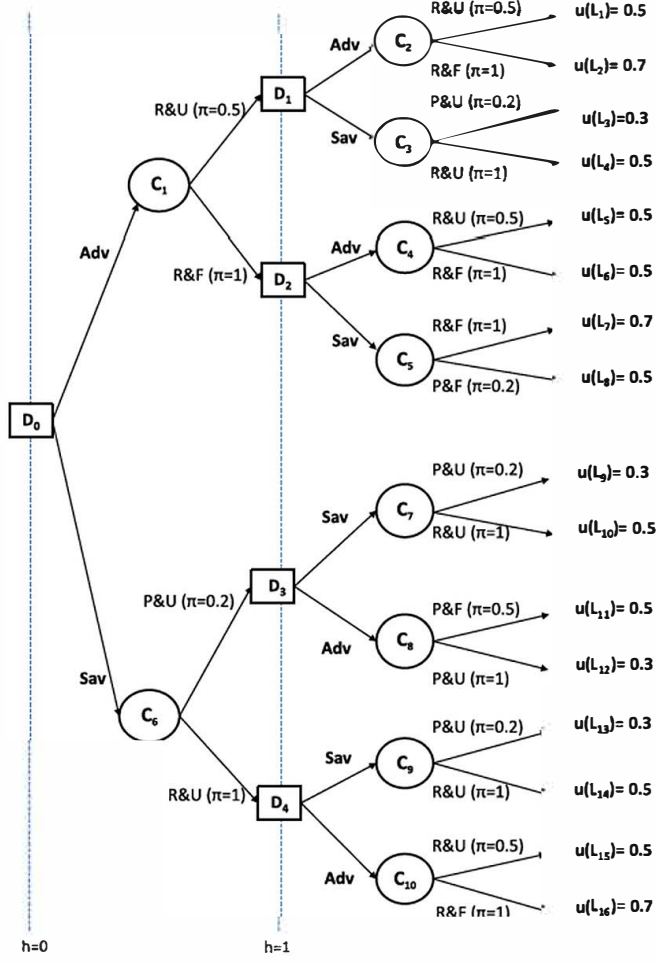 R&U (π=0.5)
u(L₁)= 0.5
Adv
C₂
R&F (π=1)
u(L₂)= 0.7
D₁
R&U (π=0.5)
P&U (π=0.2)
u(L₃)=0.3
Sav
C₃
R&U (π=1)
u(L₄)= 0.5
C₁
R&U (π=0.5)
u(L₅)= 0.5
Adv
Adv
C₄
R&F (π=1)
R&F (π=1)
u(L₆)= 0.5
D₂
R&F (π=1)
u(L₇)= 0.7
Sav
C₅
P&F (π=0.2)
u(L₈)= 0.5
D₀
P&U (π=0.2)
u(L₉)= 0.3
Sav
C₇
R&U (π=1)
u(L₁₀)= 0.5
P&U (π=0.2)
D₃
P&F (π=0.5)
u(L₁₁)= 0.5
Adv
C₈
P&U (π=1)
u(L₁₂)= 0.3
Sav
C₆
P&U (π=0.2)
u(L₁₃)= 0.3
Sav
C₉
R&U (π=1)
R&U (π=1)
u(L₁₄)= 0.5
D₄
R&U (π=0.5)
u(L₁₅)= 0.5
Adv
C₁₀
R&F (π=1)
u(L₁₆)= 0.7
h=0
h=1